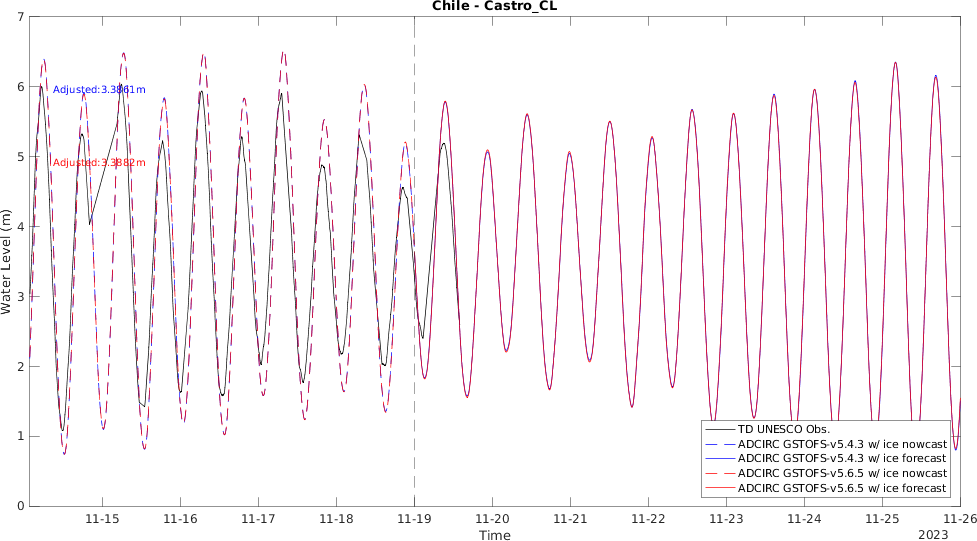 Chile - Castro_CL
7
6
5
4
3
2
1
0
Water Level (m)
Adjusted:3.3861m
Adjusted:3.3882m
TD UNESCO Obs.
ADCIRC GSTOFS-v5.4.3 w/ ice nowcast
ADCIRC GSTOFS-v5.4.3 w/ ice forecast
ADCIRC GSTOFS-v5.6.5 w/ ice nowcast
ADCIRC GSTOFS-v5.6.5 w/ ice forecast
11-15 11-16 11-17 11-18 11-19 11-20 11-21 11-22 11-23 11-24 11-25 11-26
Time
2023